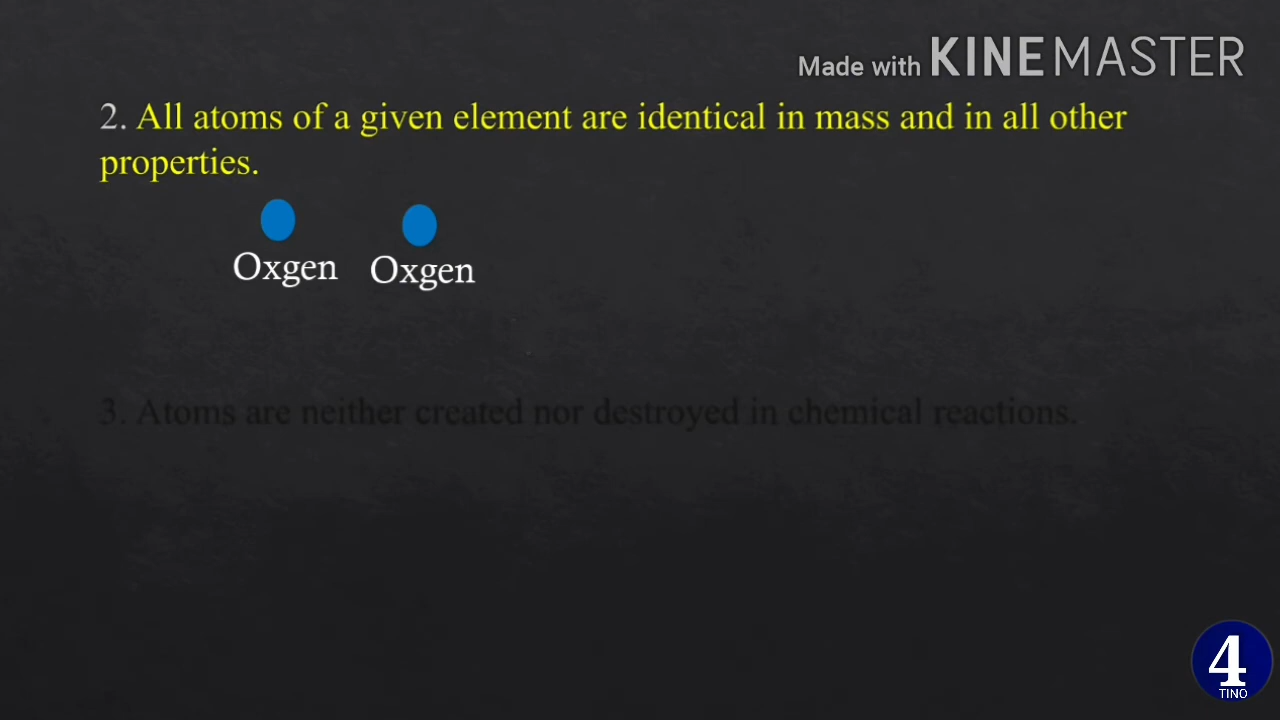 Made with KINEMASTER
2. All atoms of a given element are identical in mass and in all other
properties.
Oxgen Oxgen
3. Atoms are neither created nor destroyed in chemical reactions.
4
TINO